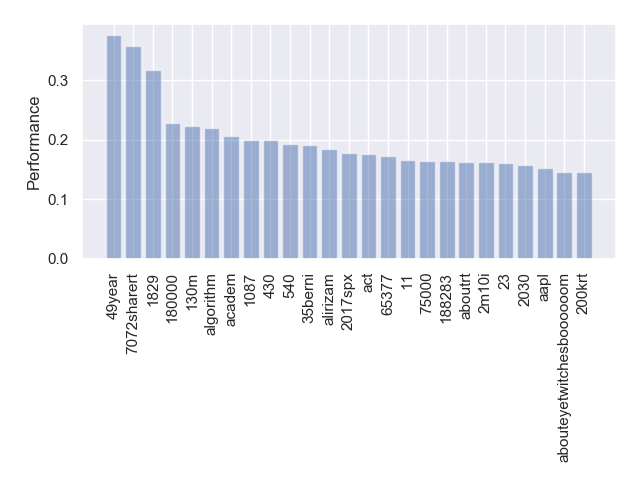 Performance
0.3
0.2
0.1
0.0
49year
7072sharert
1829
180000
130m
algorithm
academ
1087
430
540
35berni
alirizam
2017spx
act
65377
11
75000
188283
aboutrt
2m10i
23
2030
aapl
abouteyetwitchesboooooom
200krt